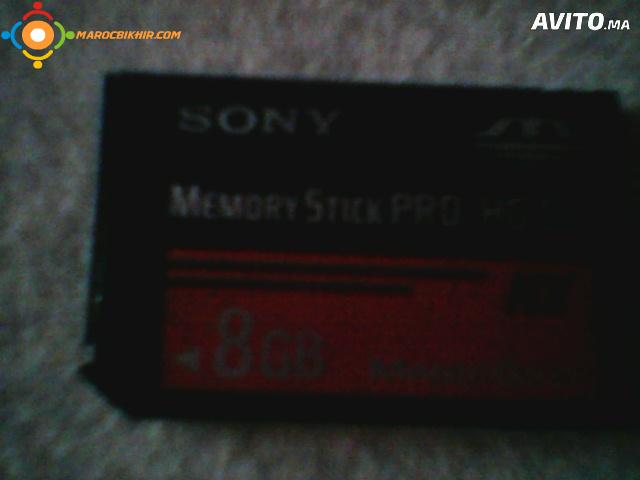 MAROCBIKHIR.COM
AVITO.MA
SONY
MEMORY STICK PRO
8GB